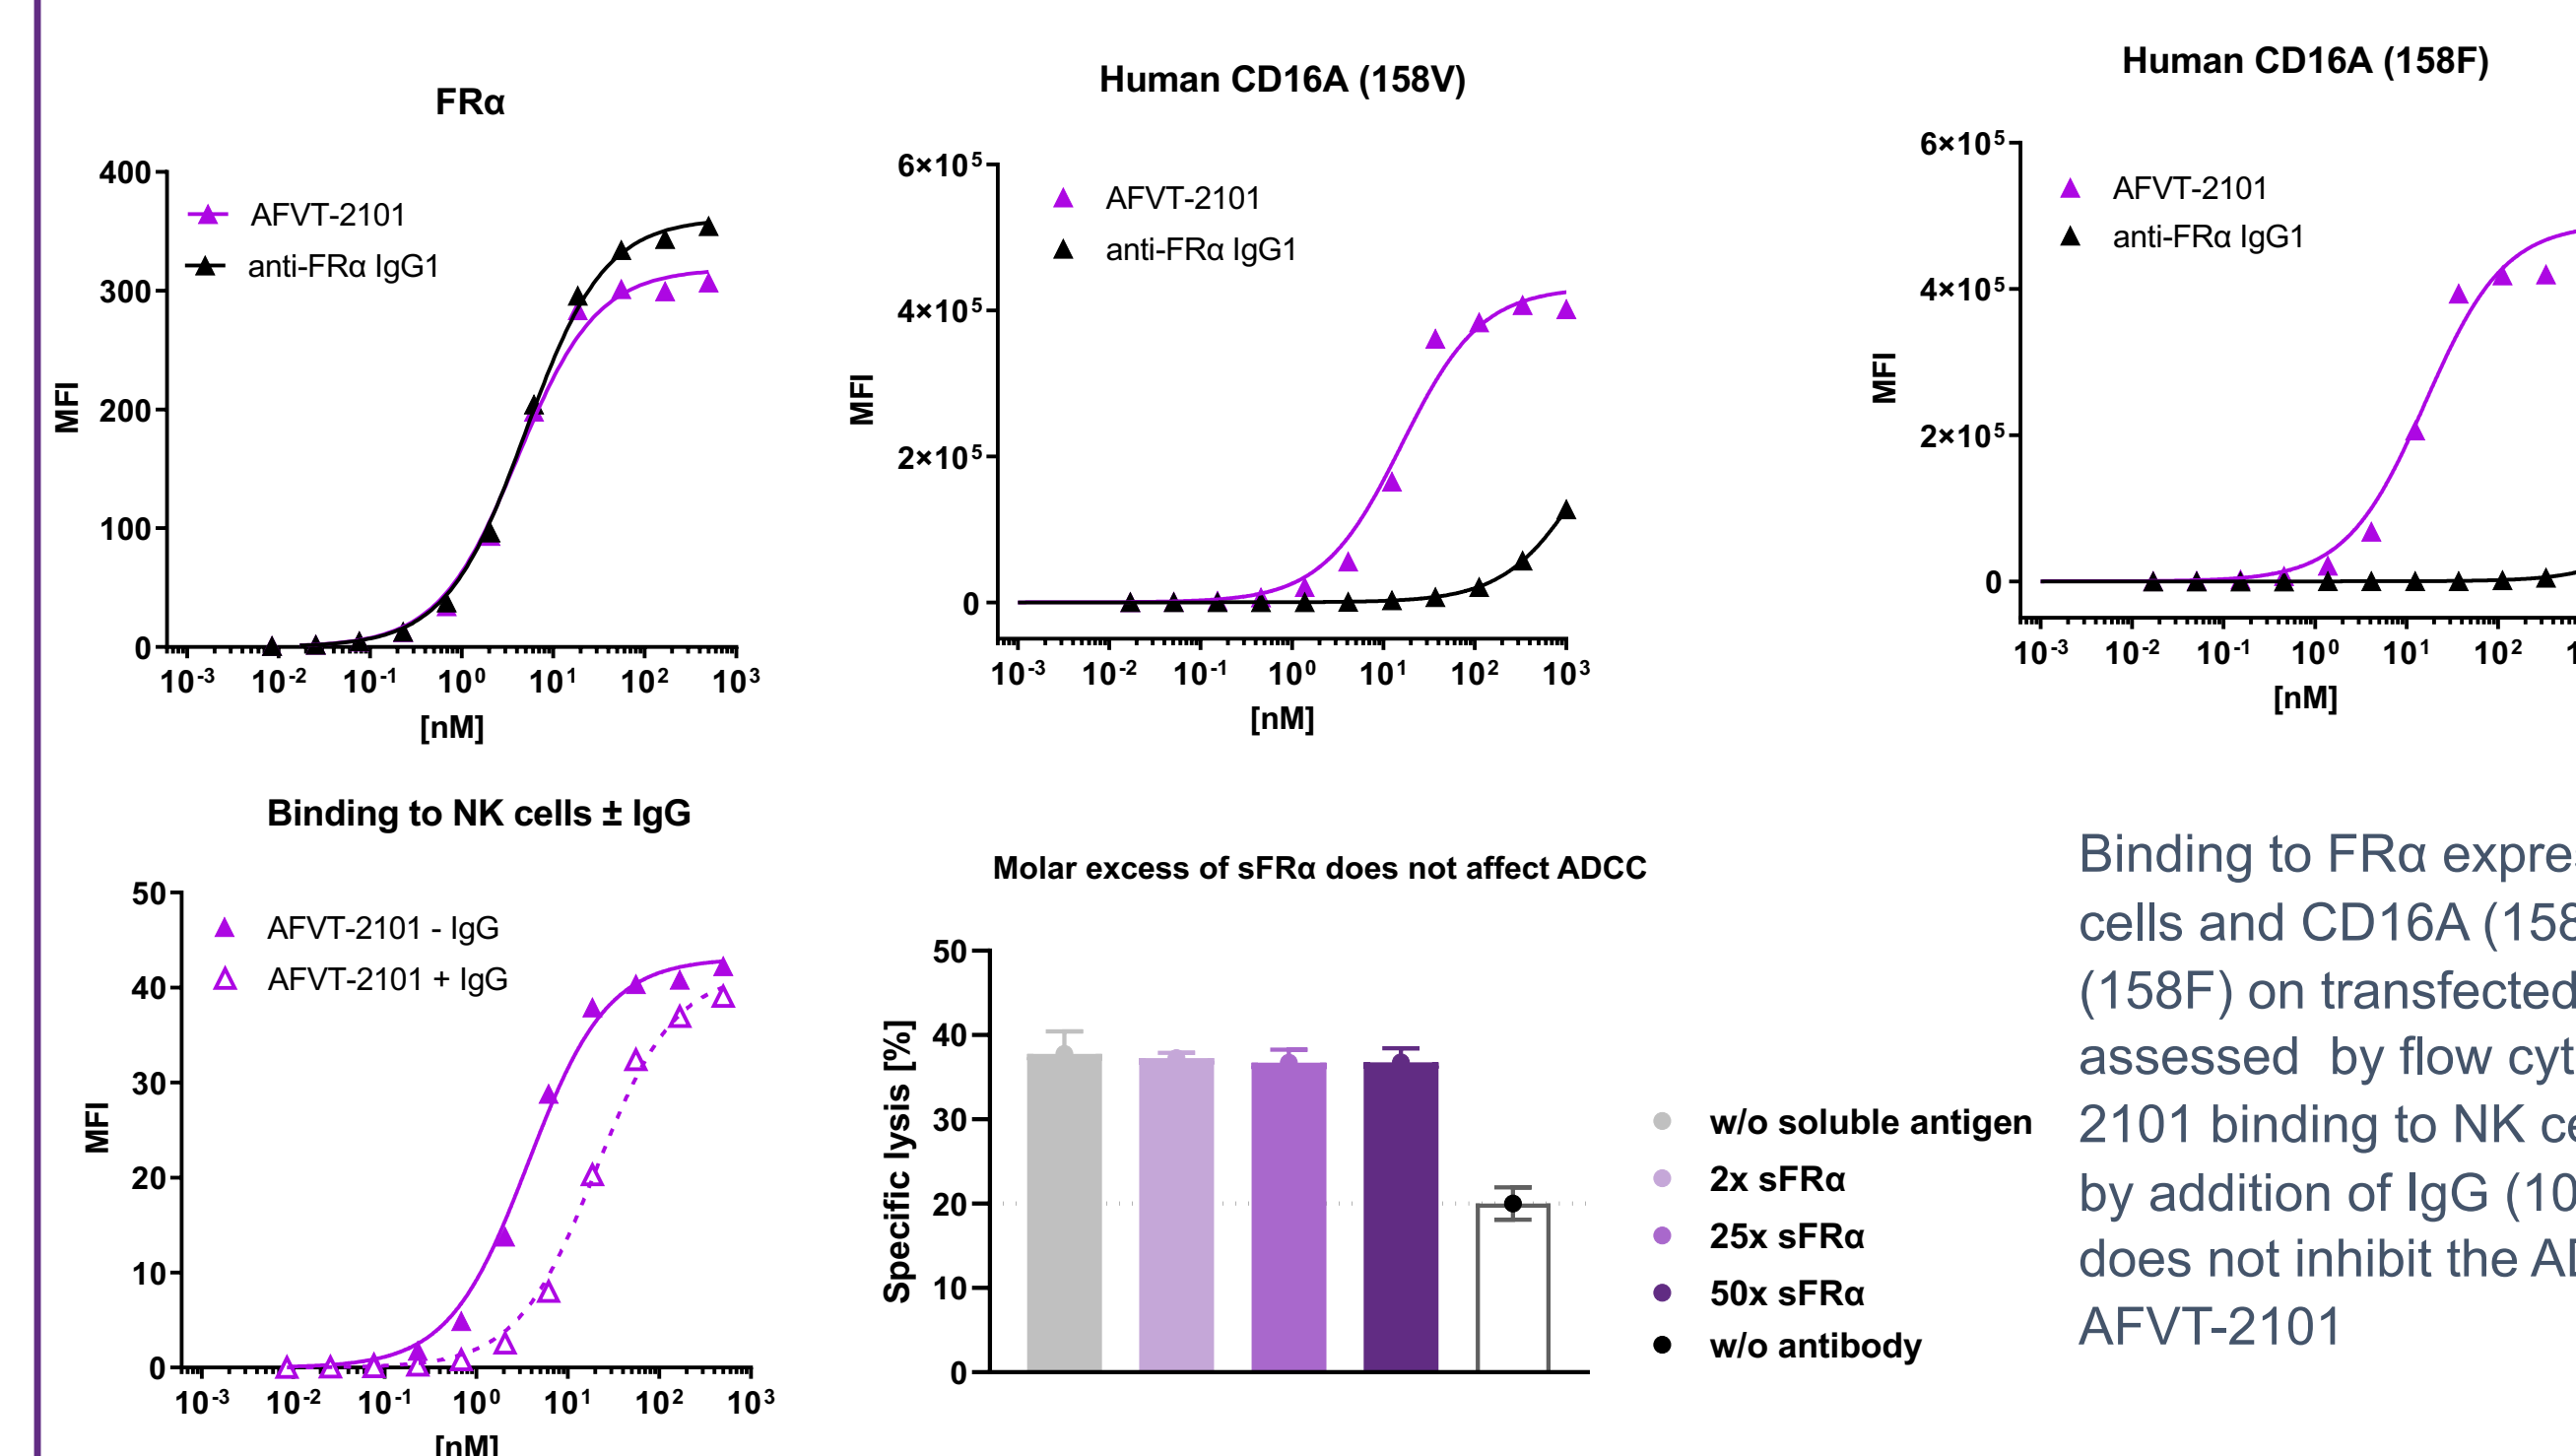 FRα
400
300
200
100
0
MFI
AFVT-2101
anti-FRα IgG1
10⁻³ 10⁻² 10⁻¹ 10⁰ 10¹ 10² 10³
[nM]
Human CD16A (158V)
6×10⁵
4×10⁵
2×10⁵
0
MFI
AFVT-2101
anti-FRα IgG1
10⁻³ 10⁻² 10⁻¹ 10⁰ 10¹ 10² 10³
[nM]
Human CD16A (158F)
6×10⁵
4×10⁵
2×10⁵
0
MFI
AFVT-2101
anti-FRα IgG1
10⁻³ 10⁻² 10⁻¹ 10⁰ 10¹ 10²
[nM]
Binding to NK cells ± IgG
50
40
30
20
10
0
MFI
AFVT-2101 - IgG
AFVT-2101 + IgG
10⁻³ 10⁻² 10⁻¹ 10⁰ 10¹ 10² 10³
[nM]
Molar excess of sFRα does not affect ADCC
50
40
30
20
10
0
Specific lysis [%]
w/o soluble antigen
2x sFRα
25x sFRα
50x sFRα
w/o antibody
Binding to FRα
cells and CD16A
(158F) on transfected
assessed by flow
2101 binding to NK
by addition of IgG
does not inhibit the
AFVT-2101